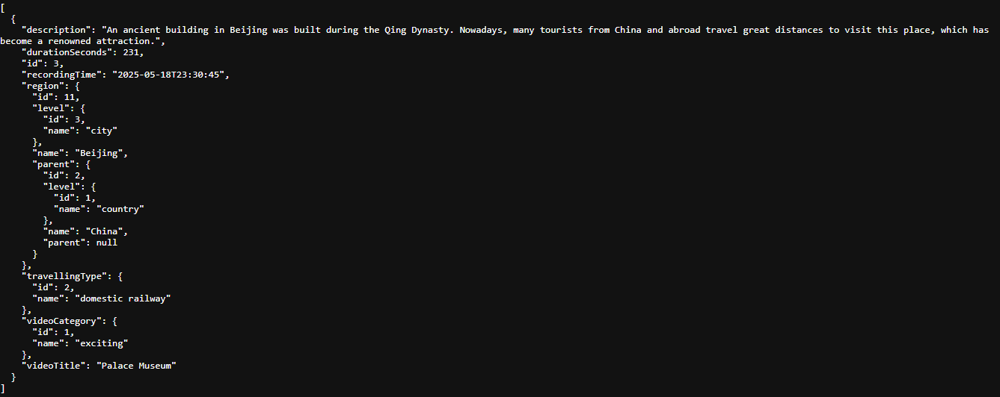 [
  {
    "description": "An ancient building in Beijing was built during the Qing Dynasty. Nowadays, many tourists from China and abroad travel great distances to visit this place, which has
become a renowned attraction.",
    "durationSeconds": 231,
    "id": 3,
    "recordingTime": "2025-05-18T23:30:45",
    "region": {
      "id": 11,
      "level": {
        "id": 3,
        "name": "city"
      },
      "name": "Beijing",
      "parent": {
        "id": 2,
        "level": {
          "id": 1,
          "name": "country"
        },
        "name": "China",
        "parent": null
      }
    },
    "travellingType": {
      "id": 2,
      "name": "domestic railway"
    },
    "videoCategory": {
      "id": 1,
      "name": "exciting"
    },
    "videoTitle": "Palace Museum"
  }
]